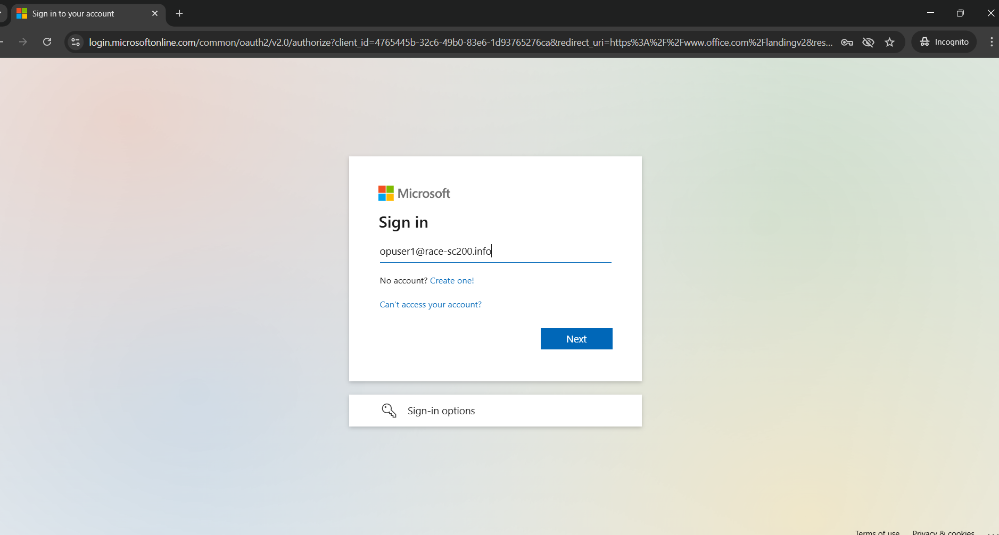 Sign in to your account
login.microsoftonline.com/common/oauth2/v2.0/authorize?client_id=4765445b-32c6-49b0-83e6-1d93765276ca&redirect_uri=https%3A%2F%2Fwww.office.com%2Flandingv2&res...
Incognito
Microsoft
Sign in
opuser1@race-sc200.info
No account? Create one!
Can't access your account?
Next
Sign-in options
Terms of use Privacy & cookies